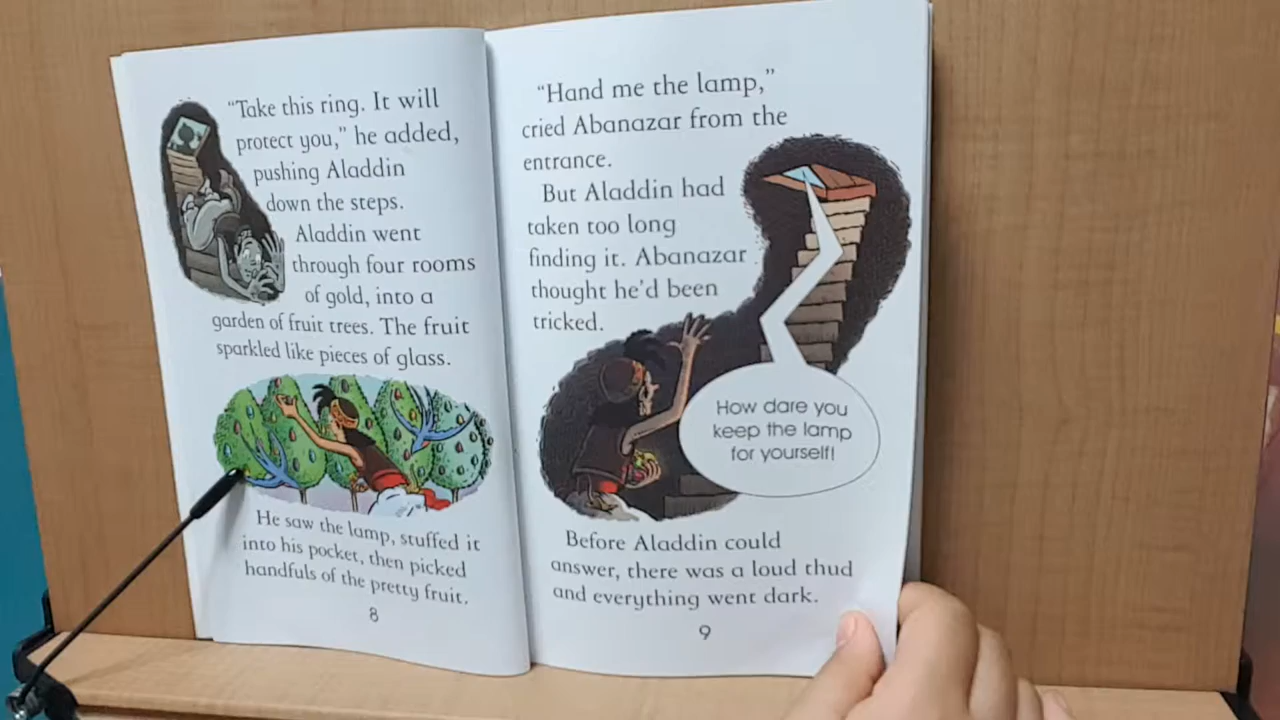 “Take this ring. It will
protect you,” he added,
pushing Aladdin
down the steps.
Aladdin went
through four rooms
of gold, into a
garden of fruit trees. The fruit
sparkled like pieces of glass.
He saw the lamp, stuffed it
into his pocket, then picked
handfuls of the pretty fruit.
8
“Hand me the lamp,”
cried Abanazar from the
entrance.
But Aladdin had
taken too long
finding it. Abanazar
thought he’d been
tricked.
How dare you
keep the lamp
for yourself!
Before Aladdin could
answer, there was a loud thud
and everything went dark.
9